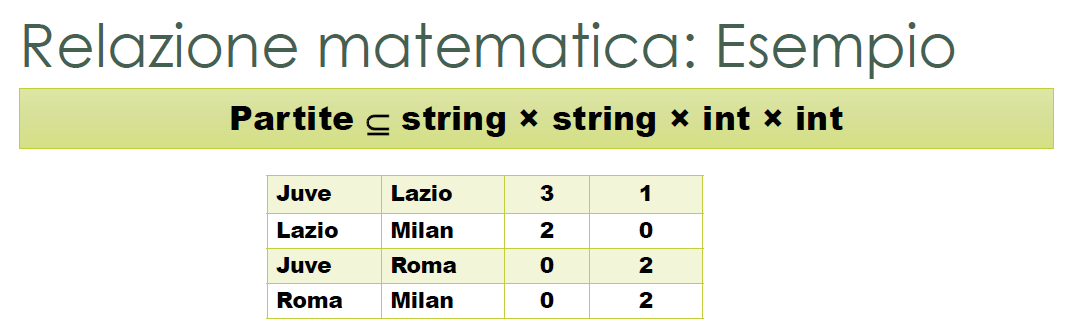 Relazione matematica: Esempio
Partite ⊆ string × string × int × int
Juve Lazio 3 1
Lazio Milan 2 0
Juve Roma 0 2
Roma Milan 0 2